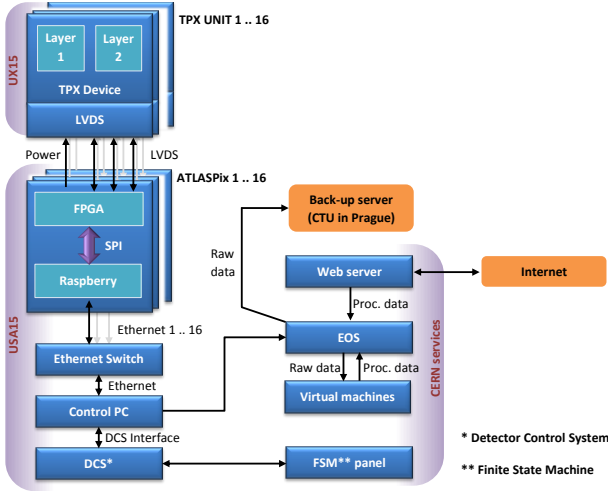 TPX UNIT 1 .. 16
UX15
Layer
1
Layer
2
TPX Device
LVDS
Power
LVDS
ATLASPix 1 .. 16
USA15
FPGA
SPI
Raspberry
Ethernet 1 .. 16
Ethernet Switch
Ethernet
Control PC
DCS Interface
DCS*
Back-up server
(CTU in Prague)
Raw
data
Web server
Internet
Proc. data
EOS
Raw data
Proc. data
Virtual machines
CERN services
FSM** panel
* Detector Control System
** Finite State Machine